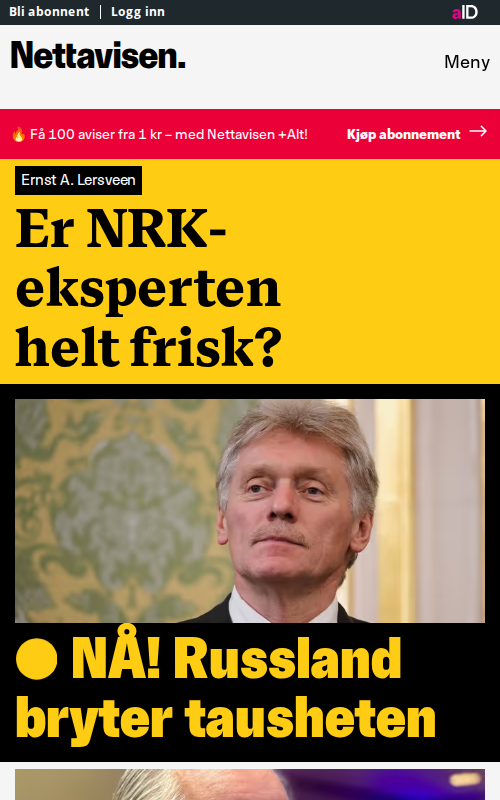 Bli abonnent
Logg inn
aID
Nettavisen.
Meny
🔥 Få 100 aviser fra 1 kr – med Nettavisen +Alt!
Kjøp abonnement →
Ernst A. Lersveen
Er NRK-
eksperten
helt frisk?
NÅ! Russland
bryter tausheten